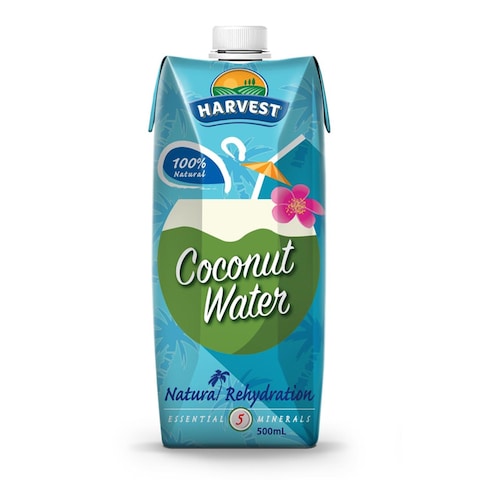 HARVEST
100%
Natural
Coconut
Water
Natural Rehydration
ESSENTIAL 5 MINERALS
500mL